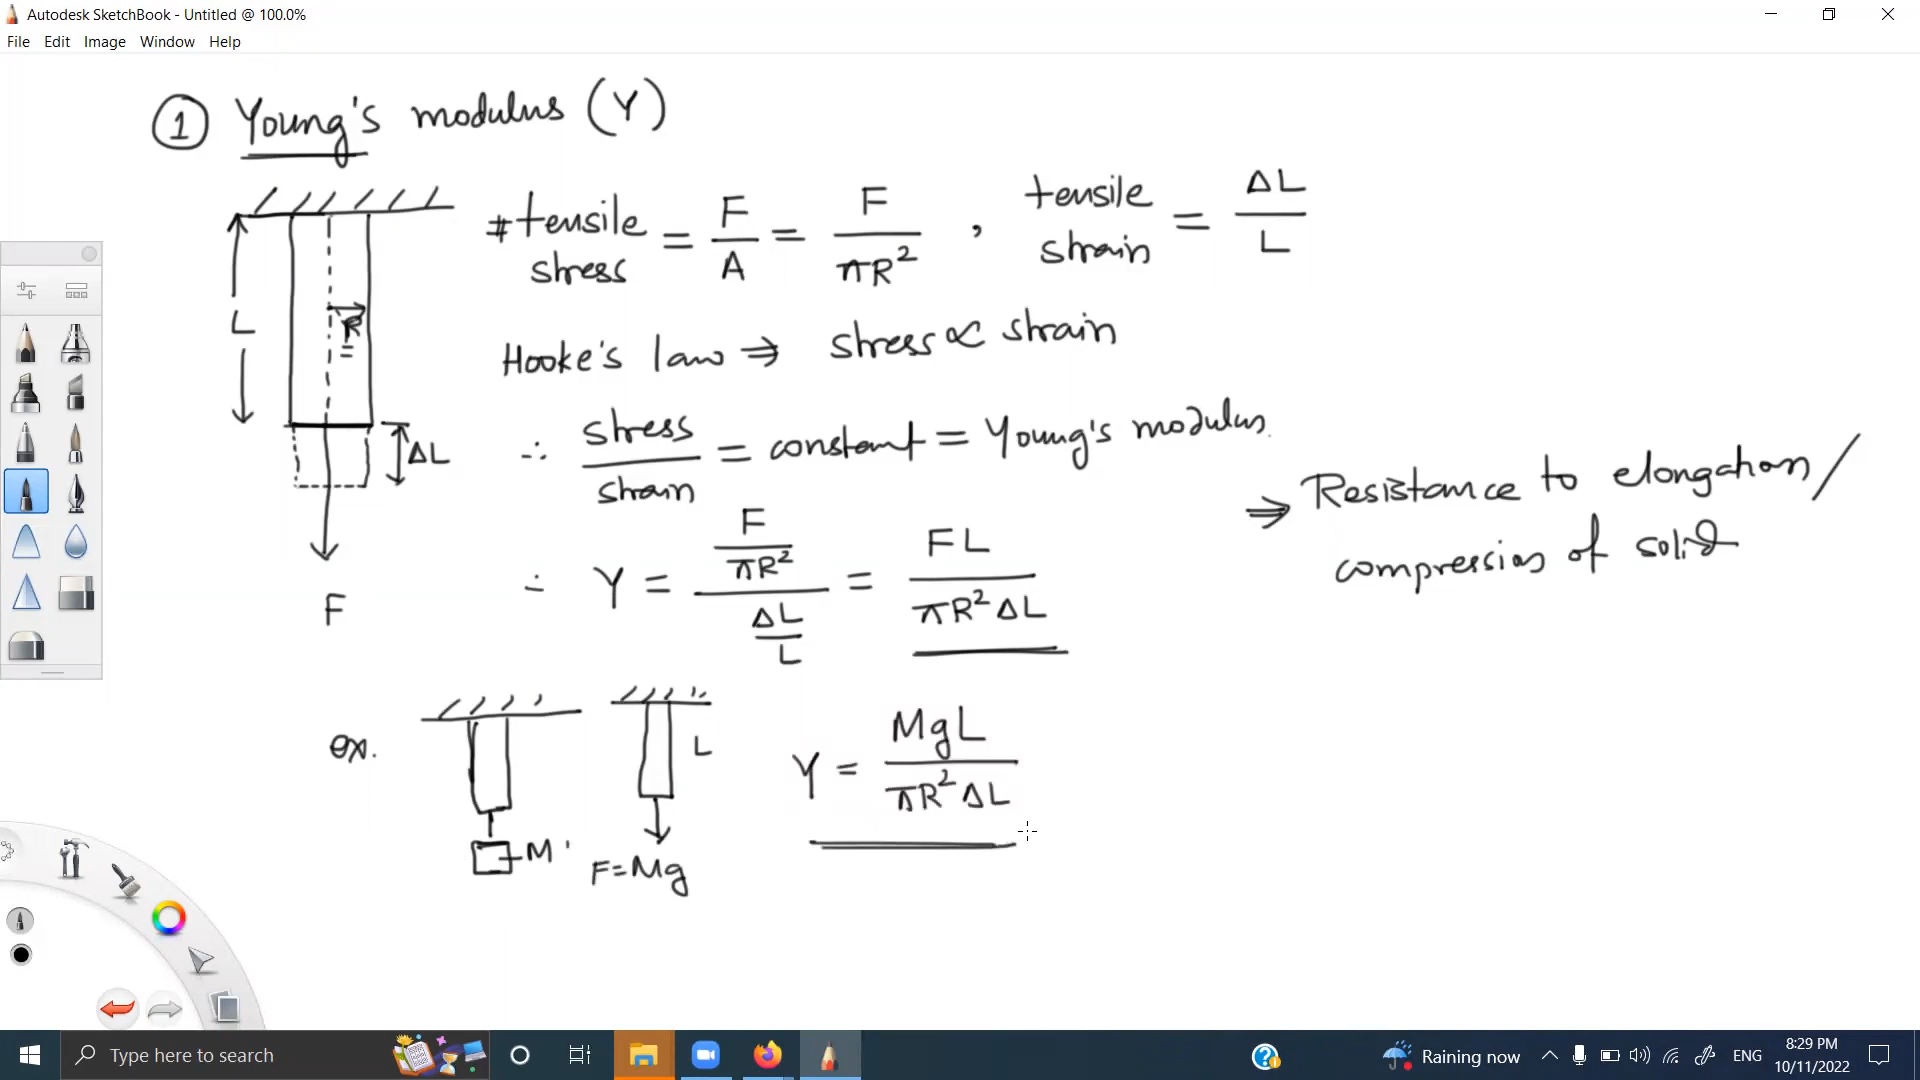 Autodesk SketchBook - Untitled @ 100.0%
File Edit Image Window Help
① Young's modulus (Y)
# tensile stress = F/A = F/πR² , tensile strain = ΔL/L
L
R
ΔL
F
Hooke's law ⇒ stress ∝ strain
∴ stress/strain = constant = Young's modulus.
⇒ Resistance to elongation/
compression of solid
∴ Y = (F/πR²)/(ΔL/L) = FL/πR²ΔL
ex.
M
L
F=Mg
Y = MgL/πR²ΔL
Type here to search
Raining now
ENG
8:29 PM
10/11/2022